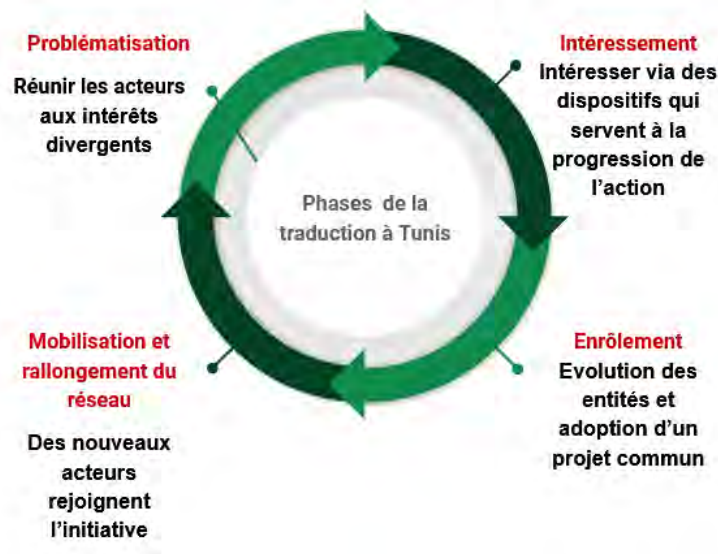 Problématisation
Réunir les acteurs
aux intérêts
divergents
Intéressement
Intéresser via des
dispositifs qui
servent à la
progression de
l'action
Phases de la
traduction à Tunis
Mobilisation et
rallongement du
réseau
Des nouveaux
acteurs
rejoignent
l'initiative
Enrôlement
Evolution des
entités et
adoption d'un
projet commun